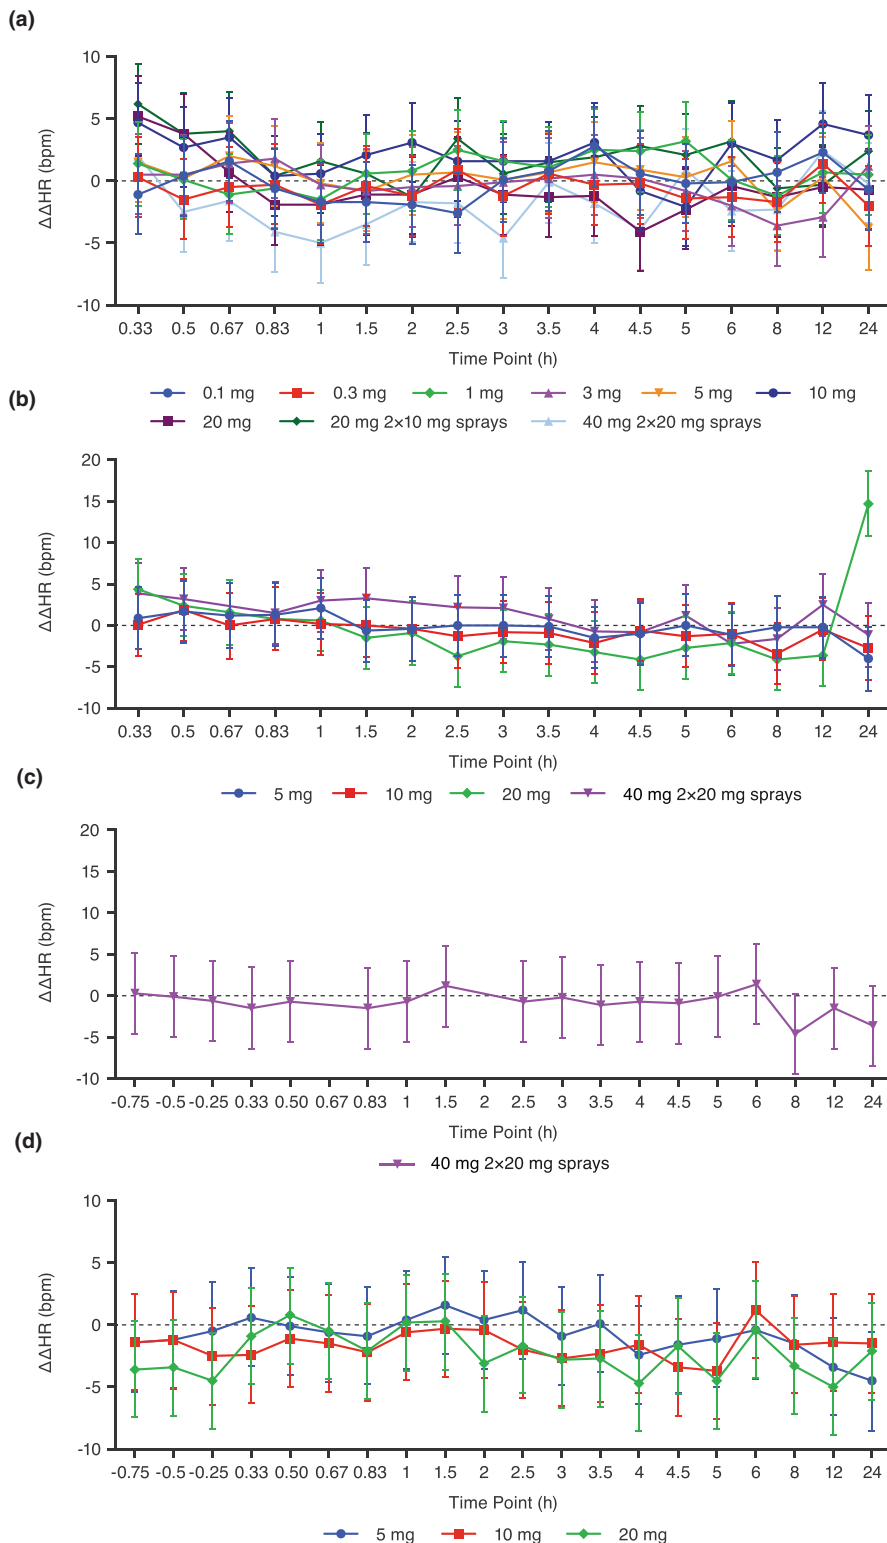 (a)
10
5
0
-5
-10
ΔΔHR (bpm)
0.33 0.5 0.67 0.83 1 1.5 2 2.5 3 3.5 4 4.5 5 6 8 12 24
Time Point (h)
0.1 mg 0.3 mg 1 mg 3 mg 5 mg 10 mg
20 mg 20 mg 2×10 mg sprays 40 mg 2×20 mg sprays
(b)
20
15
10
5
0
-5
-10
ΔΔHR (bpm)
0.33 0.5 0.67 0.83 1 1.5 2 2.5 3 3.5 4 4.5 5 6 8 12 24
Time Point (h)
5 mg 10 mg 20 mg 40 mg 2×20 mg sprays
(c)
20
15
10
5
0
-5
-10
ΔΔHR (bpm)
-0.75 -0.5 -0.25 0.33 0.50 0.67 0.83 1 1.5 2 2.5 3 3.5 4 4.5 5 6 8 12 24
Time Point (h)
40 mg 2×20 mg sprays
(d)
10
5
0
-5
-10
ΔΔHR (bpm)
-0.75 -0.5 -0.25 0.33 0.50 0.67 0.83 1 1.5 2 2.5 3 3.5 4 4.5 5 6 8 12 24
Time Point (h)
5 mg 10 mg 20 mg